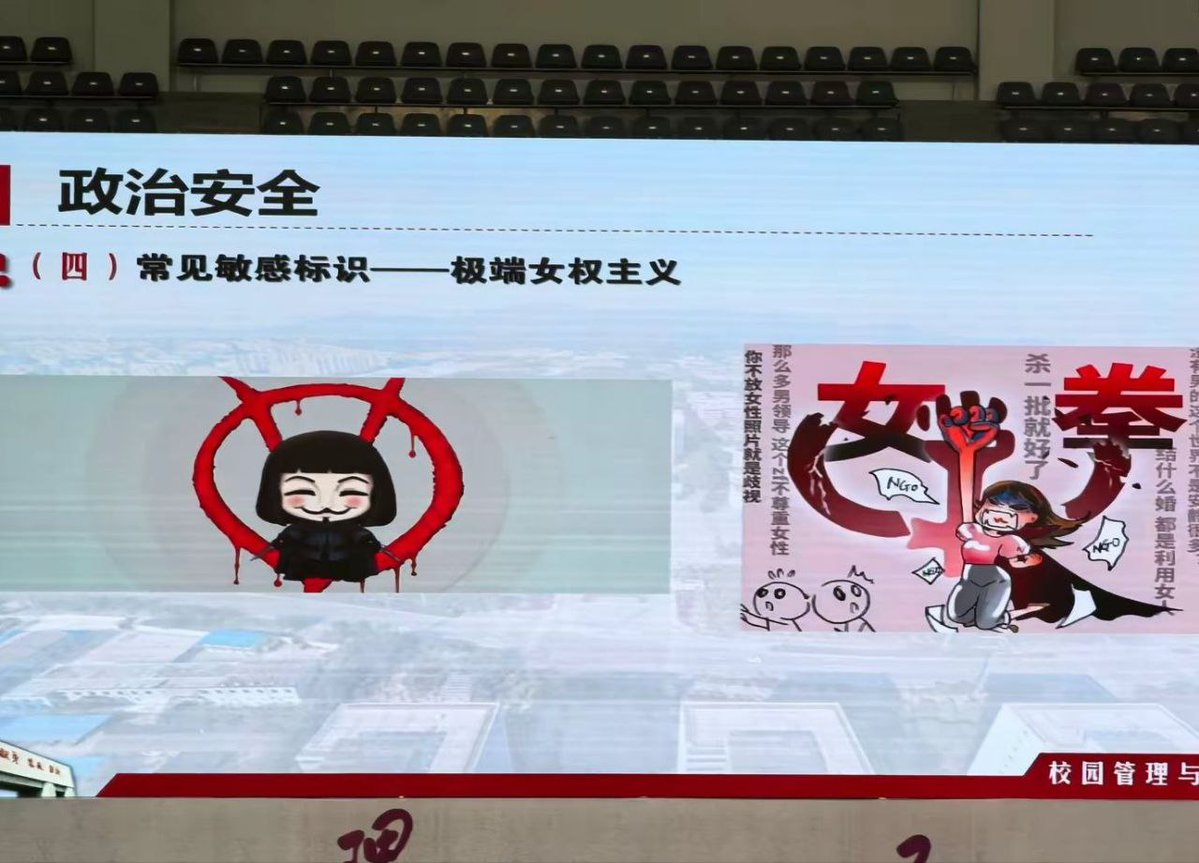 政治安全
（四）常见敏感标识——极端女权主义
你不放女性照片就是歧视
那么多男领导 这个zf不尊重女性
女拳
杀一批就好了
NGO
NGO
NGO
结什么婚 都是利用女人
校园管理与